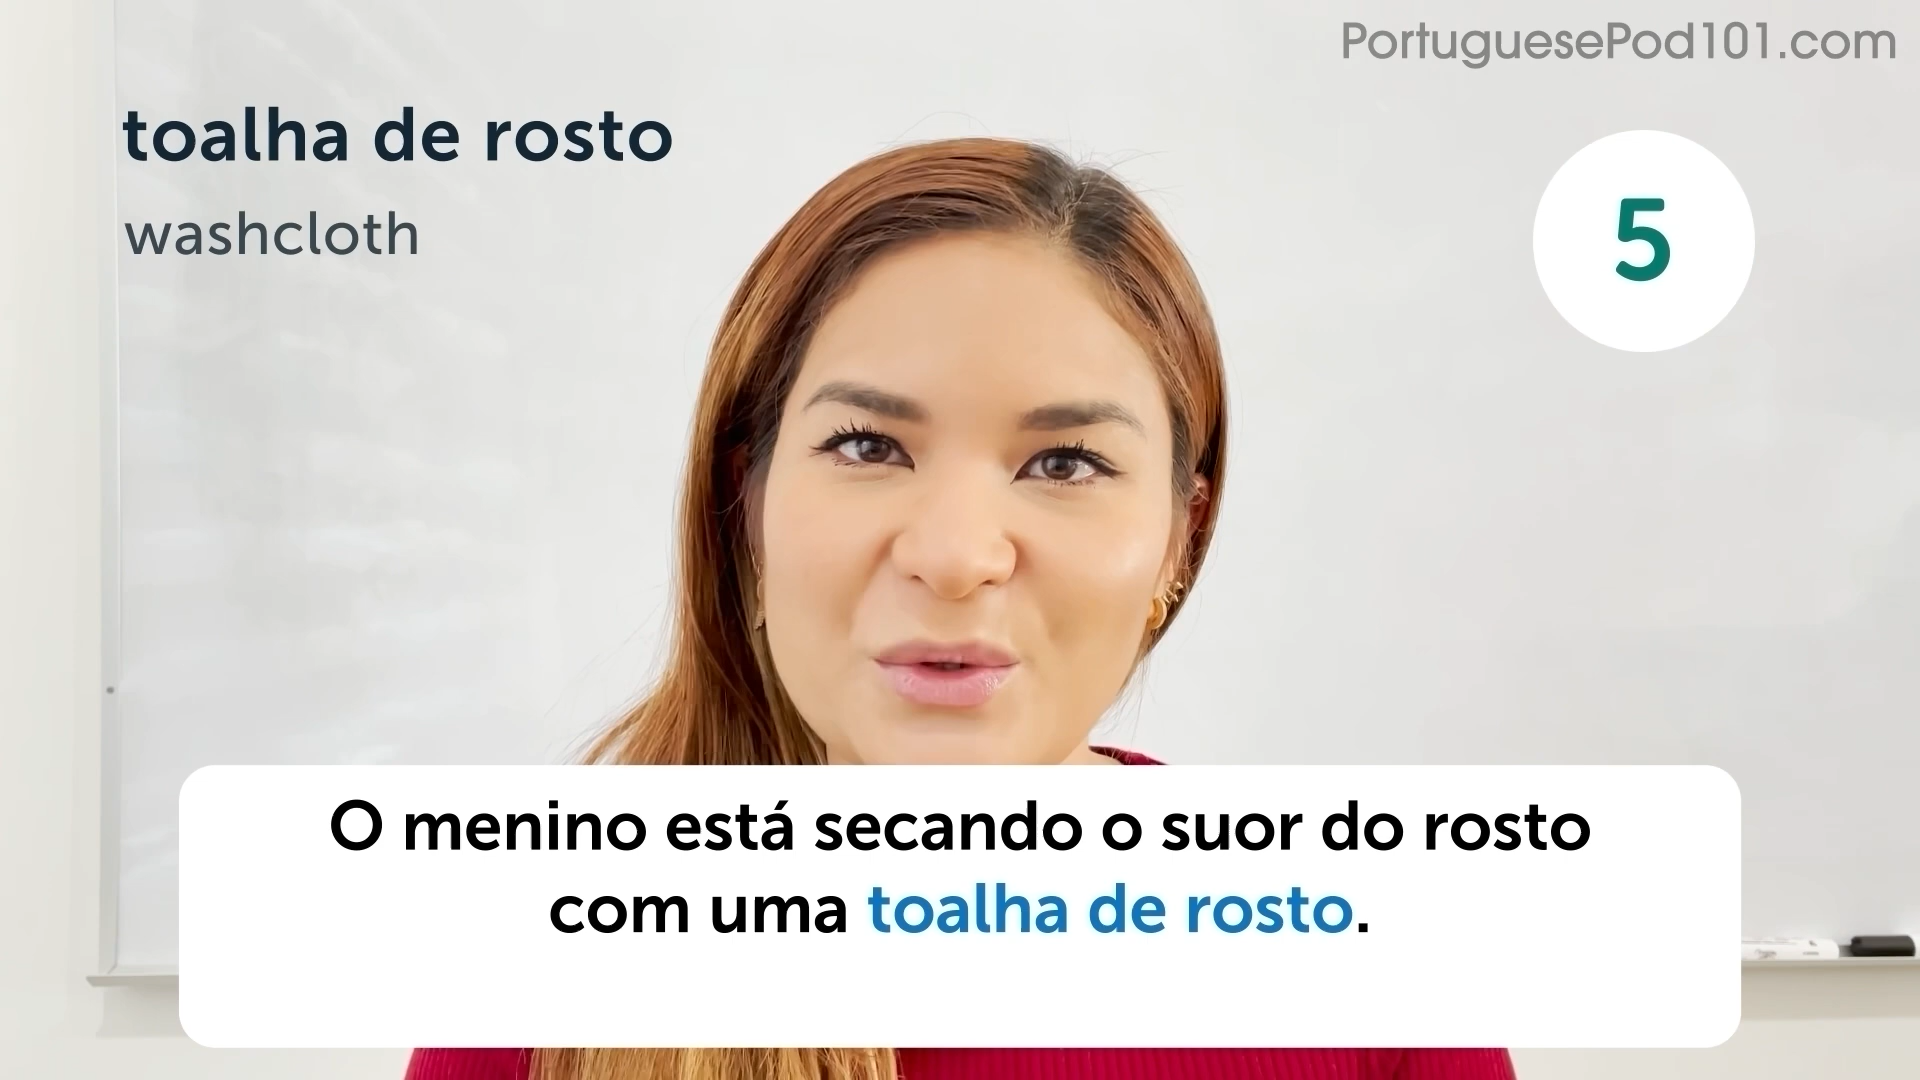 PortuguesePod101.com
toalha de rosto
washcloth
5
O menino está secando o suor do rosto
com uma toalha de rosto.